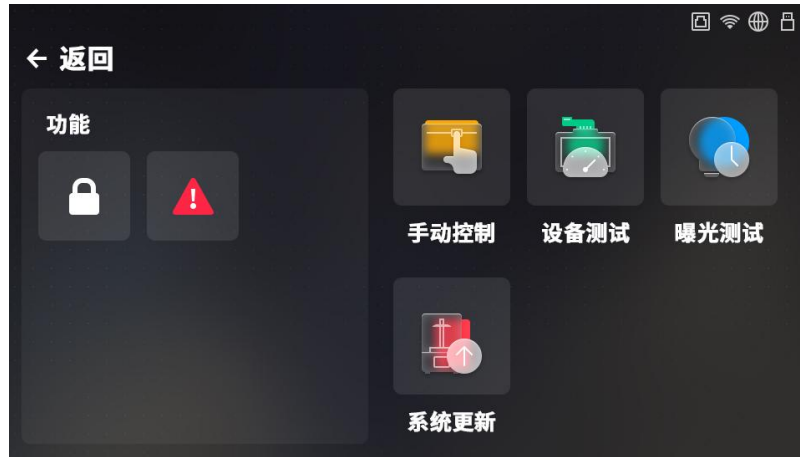 返回
功能
手动控制
设备测试
曝光测试
系统更新